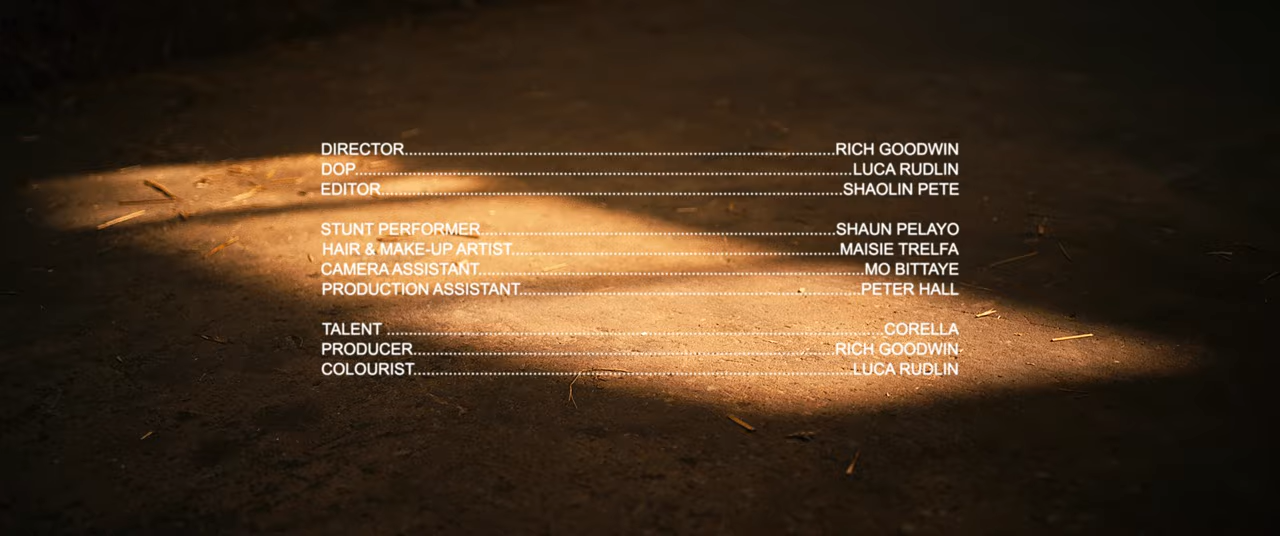 DIRECTOR..........RICH GOODWIN
DOP..........LUCA RUDLIN
EDITOR..........SHAOLIN PETE
STUNT PERFORMER..........SHAUN PELAYO
HAIR & MAKE-UP ARTIST..........MAISIE TRELFA
CAMERA ASSISTANT..........MO BITTAYE
PRODUCTION ASSISTANT..........PETER HALL
TALENT ..........CORELLA
PRODUCER..........RICH GOODWIN
COLOURIST..........LUCA RUDLIN